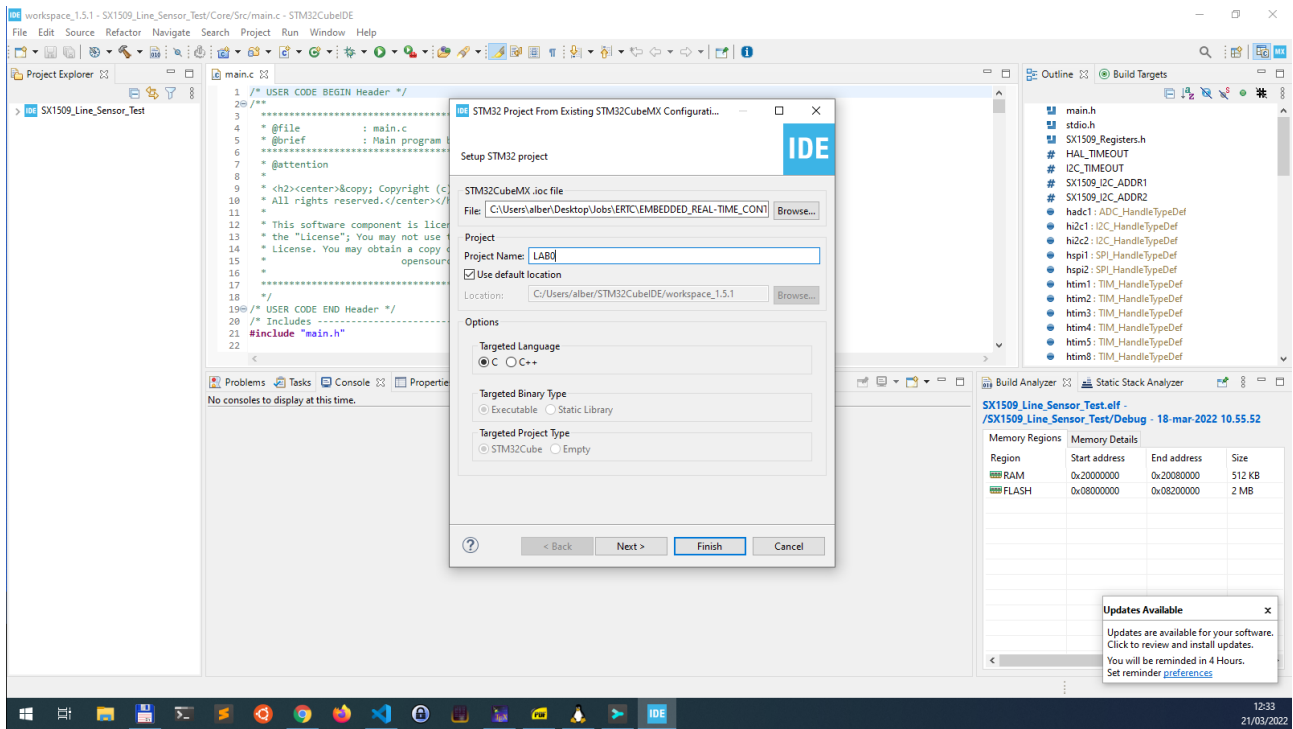 IDE workspace_1.5.1 - SX1509_Line_Sensor_Test/Core/Src/main.c - STM32CubeIDE
File Edit Source Refactor Navigate Search Project Run Window Help
Project Explorer
SX1509_Line_Sensor_Test
main.c
1 /* USER CODE BEGIN Header */
2 /**
3
4 * @file : main.c
5 * @brief : Main program
6
7 * @attention
8 *
9 * <h2><center>&copy; Copyright (c)
10 * All rights reserved.</center></
11 *
12 * This software component is
13 * the "License"; You may not use
14 * License. You may obtain a copy
15 * opensour
16 *
17
18 */
19 /* USER CODE END Header */
20 /* Includes
21 #include "main.h"
22
IDE STM32 Project From Existing STM32CubeMX Configurati...
Setup STM32 project
IDE
STM32CubeMX .ioc file
File: C:\Users\alber\Desktop\Jobs\ERTC\EMBEDDED_REAL-TIME_CONT Browse...
Project
Project Name: LAB0
Use default location
Location: C:/Users/alber/STM32CubeIDE/workspace_1.5.1 Browse...
Options
Targeted Language
C C++
Targeted Binary Type
Executable Static Library
Targeted Project Type
STM32Cube Empty
< Back Next > Finish Cancel
Outline Build Targets
main.h
stdio.h
SX1509_Registers.h
# HAL_TIMEOUT
# I2C_TIMEOUT
# SX1509_I2C_ADDR1
# SX1509_I2C_ADDR2
hadc1 : ADC_HandleTypeDef
hi2c1 : I2C_HandleTypeDef
hi2c2 : I2C_HandleTypeDef
hspi1 : SPI_HandleTypeDef
hspi2 : SPI_HandleTypeDef
htim1 : TIM_HandleTypeDef
htim2 : TIM_HandleTypeDef
htim3 : TIM_HandleTypeDef
htim4 : TIM_HandleTypeDef
htim5 : TIM_HandleTypeDef
htim8 : TIM_HandleTypeDef
Problems Tasks Console Propertie
No consoles to display at this time.
Build Analyzer Static Stack Analyzer
SX1509_Line_Sensor_Test.elf -
/SX1509_Line_Sensor_Test/Debug - 18-mar-2022 10.55.52
Memory Regions Memory Details
Region Start address End address Size
RAM 0x20000000 0x20080000 512 KB
FLASH 0x08000000 0x08200000 2 MB
Updates Available x
Updates are available for your software.
Click to review and install updates.
You will be reminded in 4 Hours.
Set reminder preferences
IDE
12:33
21/03/2022